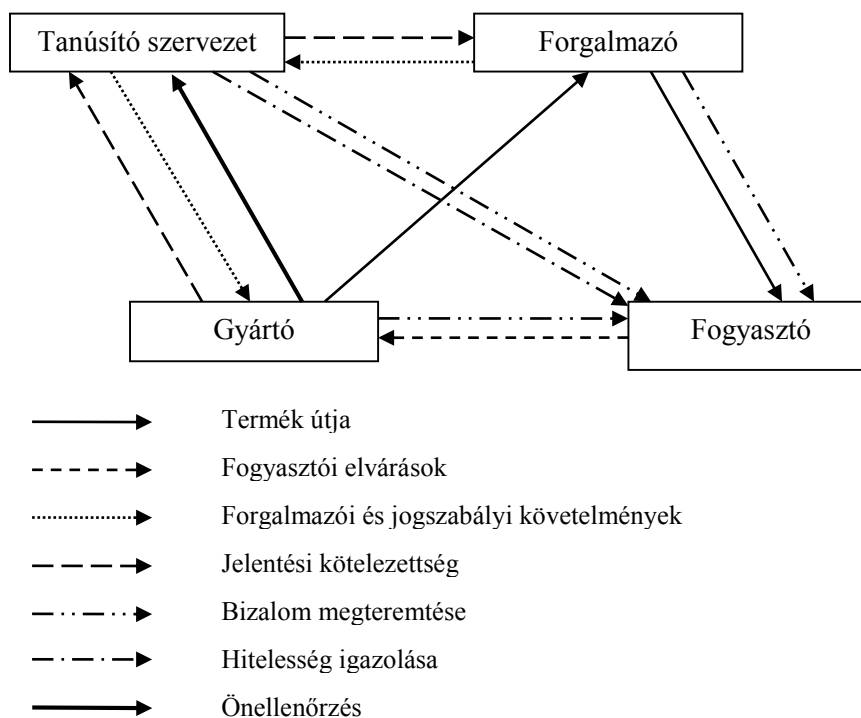 Tanúsító szervezet
Forgalmazó
Gyártó
Fogyasztó
Termék útja
Fogyasztói elvárások
Forgalmazói és jogszabályi követelmények
Jelentési kötelezettség
Bizalom megteremtése
Hitelesség igazolása
Önellenőrzés